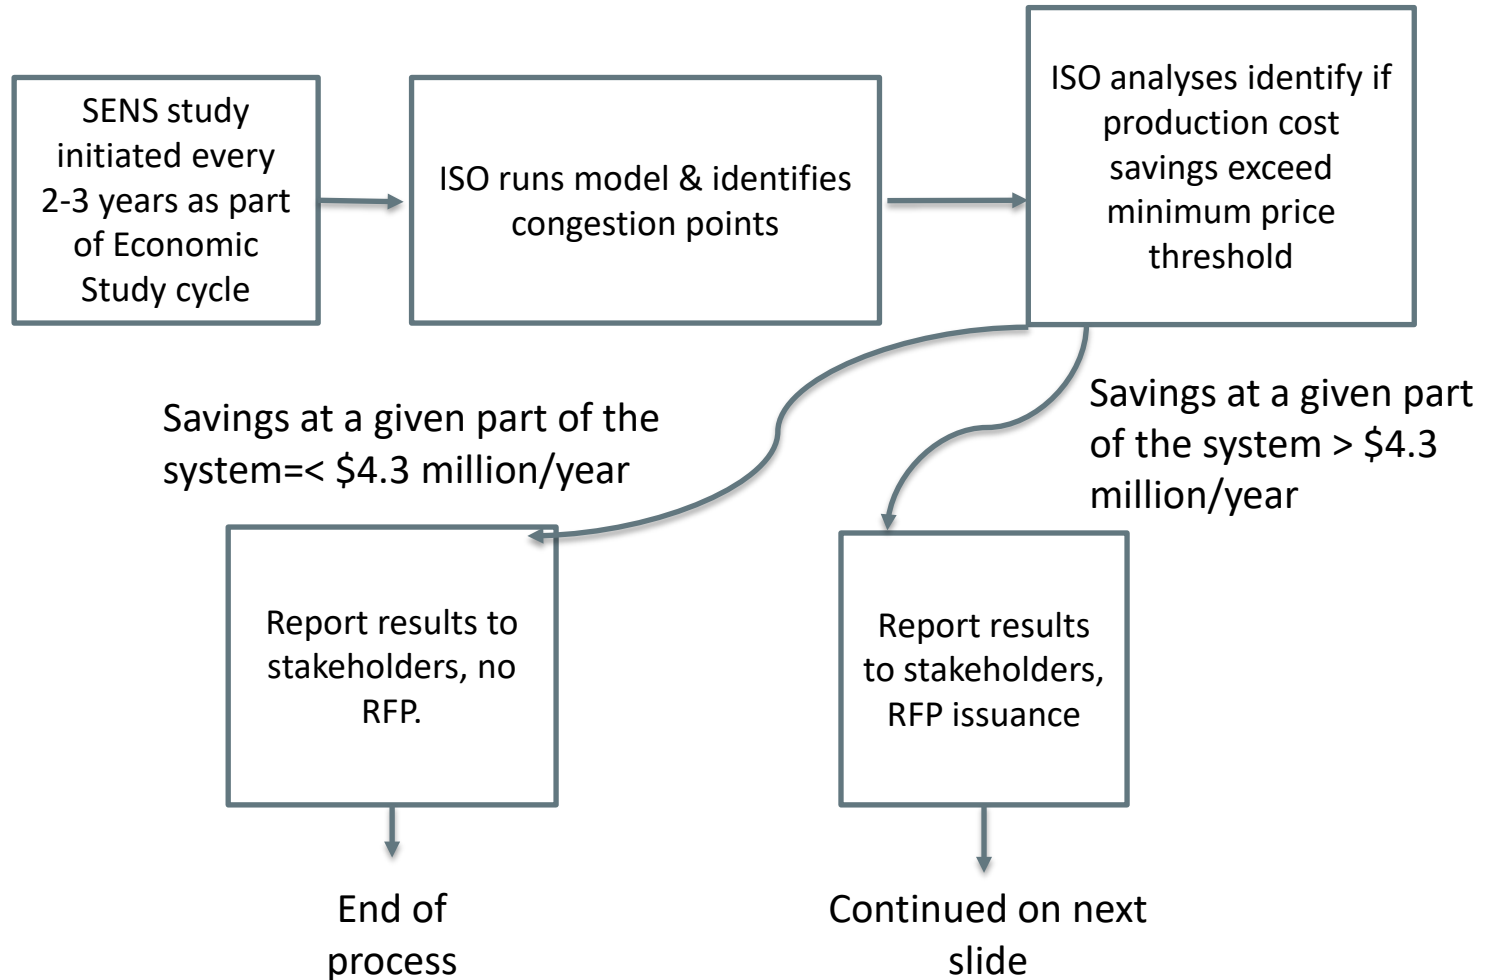 SENS study
initiated every
2-3 years as part
of Economic
Study cycle
ISO runs model & identifies
congestion points
ISO analyses identify if
production cost
savings exceed
minimum price
threshold
Savings at a given part of the
system=< $4.3 million/year
Savings at a given part
of the system > $4.3
million/year
Report results to
stakeholders, no
RFP.
Report results
to stakeholders,
RFP issuance
End of
process
Continued on next
slide